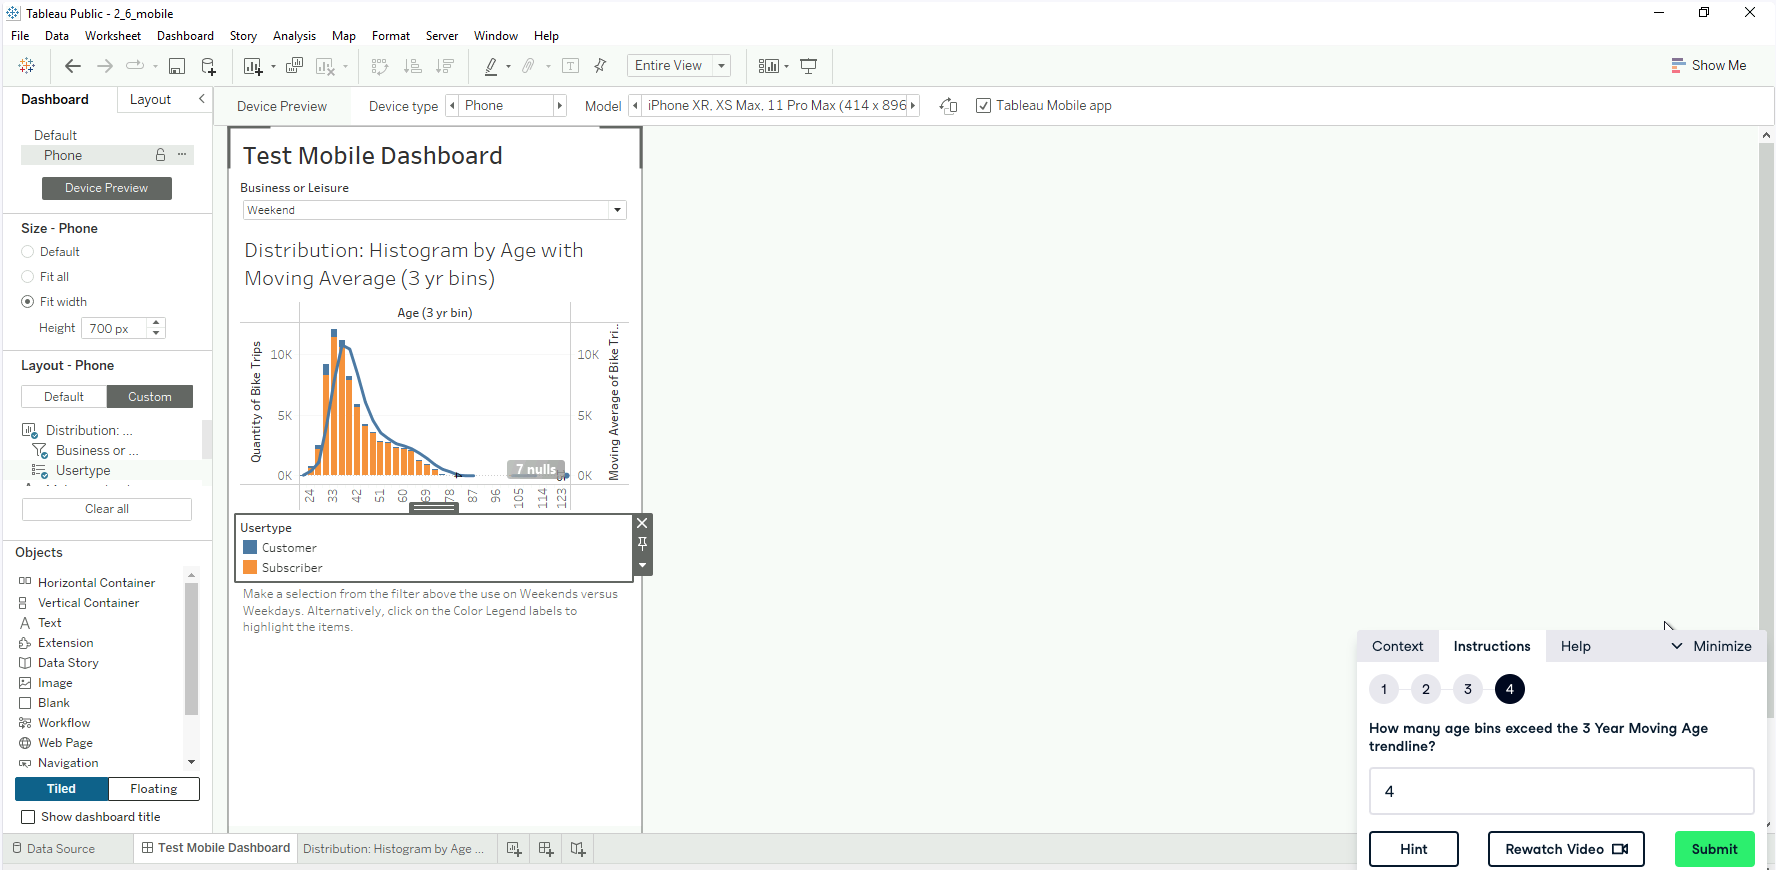 Tableau Public - 2_6_mobile
File Data Worksheet Dashboard Story Analysis Map Format Server Window Help
Entire View
Show Me
Dashboard Layout
Device Preview Device type Phone Model iPhone XR, XS Max, 11 Pro Max (414 x 896 Tableau Mobile app
Default
Phone
Device Preview
Size - Phone
Default
Fit all
Fit width
Height 700 px
Layout - Phone
Default Custom
Distribution: ...
Business or ...
Usertype
Clear all
Objects
Horizontal Container
Vertical Container
Text
Extension
Data Story
Image
Blank
Workflow
Web Page
Navigation
Tiled Floating
Show dashboard title
Test Mobile Dashboard
Business or Leisure
Weekend
Distribution: Histogram by Age with
Moving Average (3 yr bins)
Age (3 yr bin)
Quantity of Bike Trips
10K
5K
0K
10K
5K
0K
Moving Average of Bike Tri..
7 nulls
24 33 42 51 60 69 78 87 96 105 114 123
Usertype
Customer
Subscriber
Make a selection from the filter above the use on Weekends versus
Weekdays. Alternatively, click on the Color Legend labels to
highlight the items.
Context Instructions Help Minimize
1 2 3 4
How many age bins exceed the 3 Year Moving Age
trendline?
4
Hint Rewatch Video Submit
Data Source Test Mobile Dashboard Distribution: Histogram by Age ...